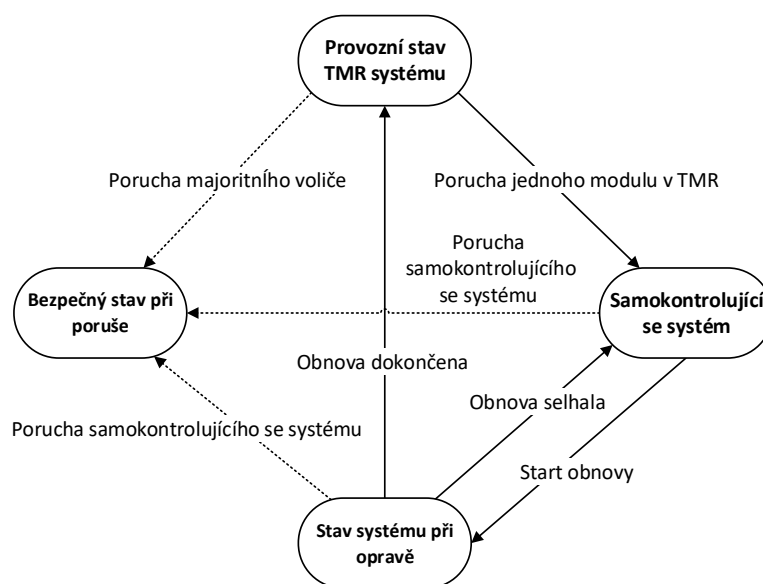 Provozní stav
TMR systému
Porucha majoritního voliče
Porucha jednoho modulu v TMR
Porucha
samokontrolujícího
se systému
Bezpečný stav při
poruše
Samokontrolující
se systém
Obnova dokončena
Obnova selhala
Porucha samokontrolujícího se systému
Start obnovy
Stav systému při
opravě